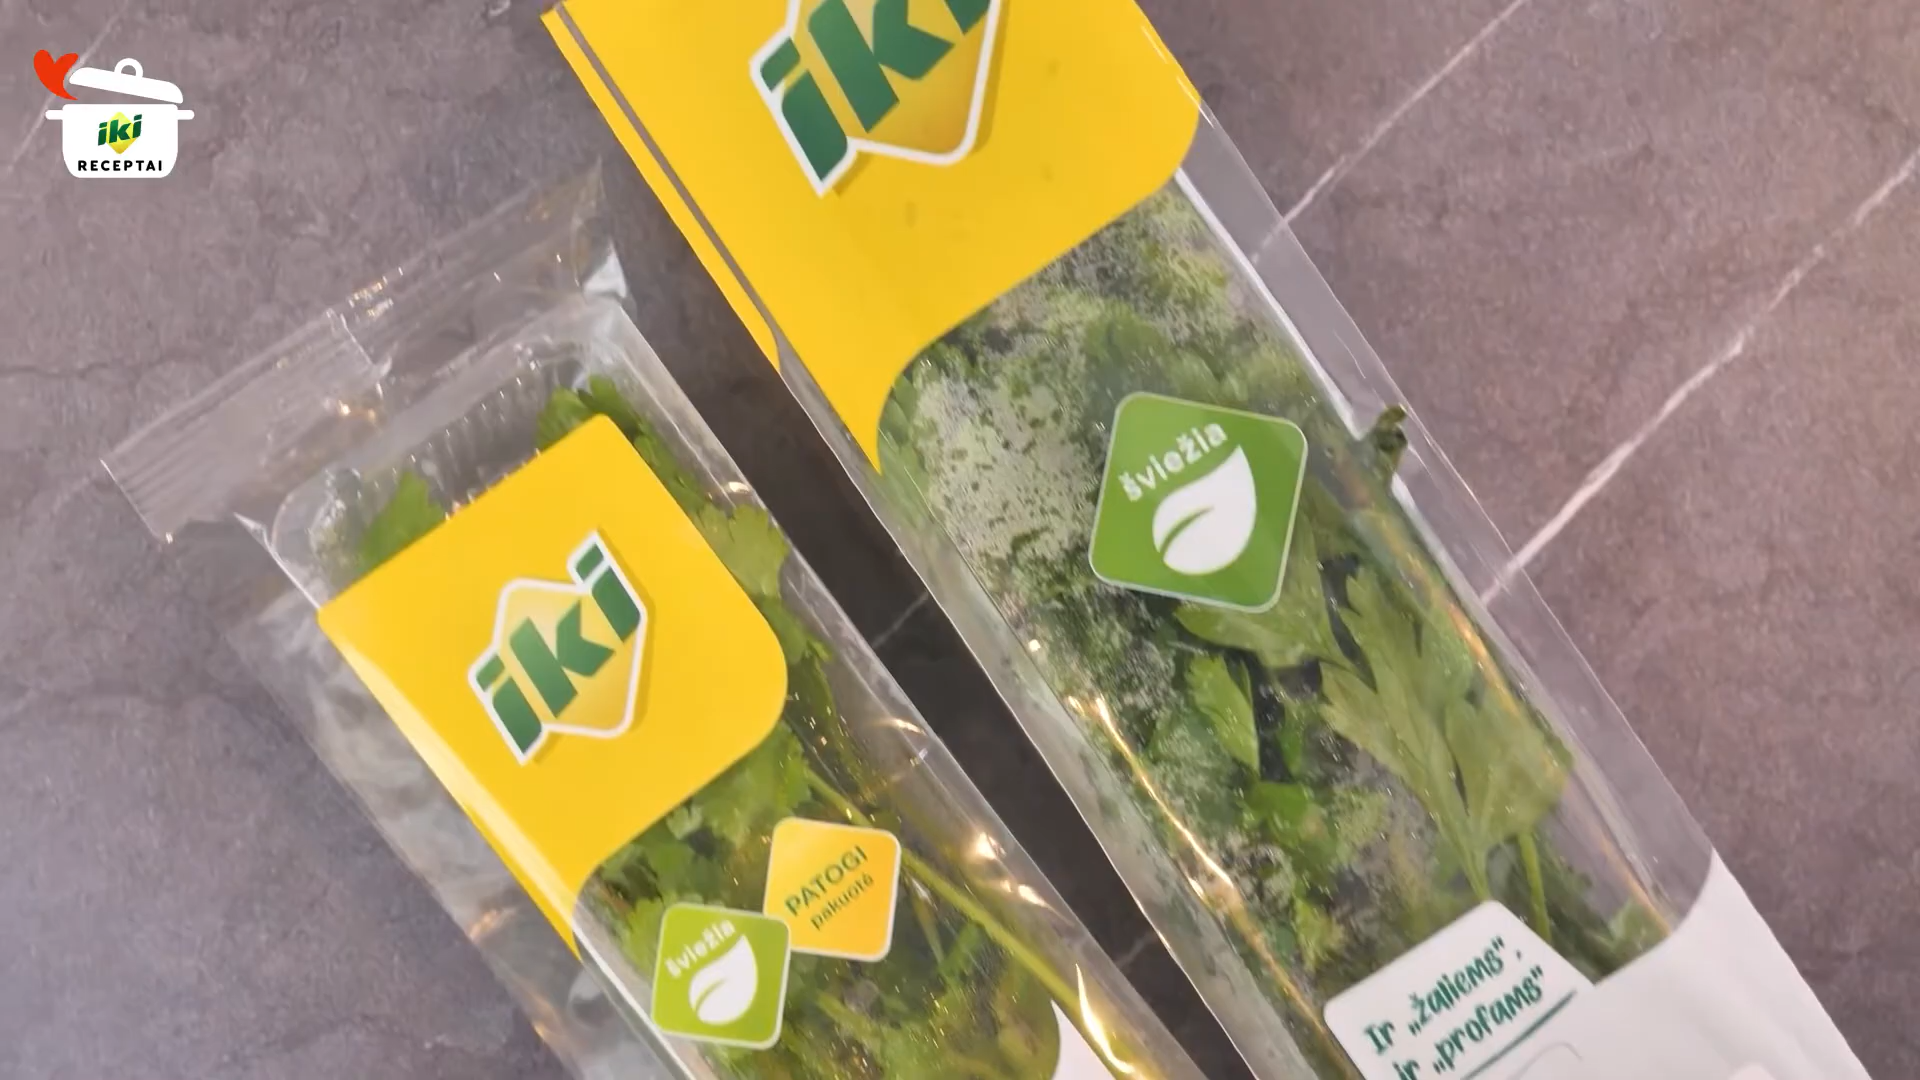 iki
RECEPTAI
iki
šviežia
iki
PATOGI
pakuotė
šviežia
Ir „žaliems“,
ir „profams“